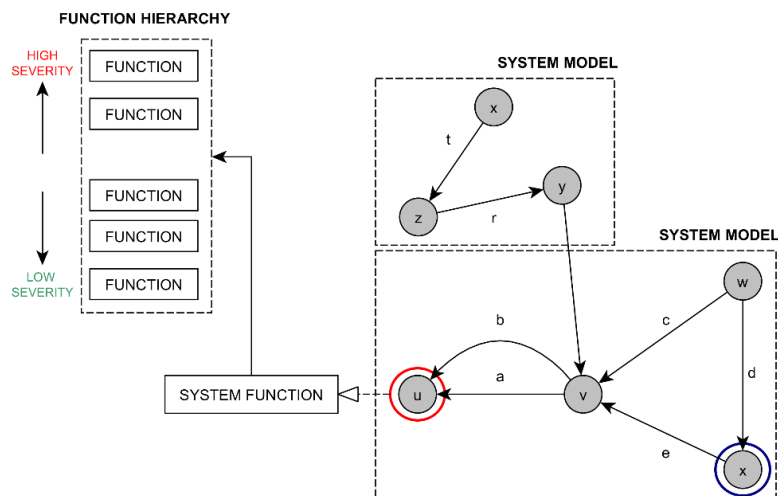 FUNCTION HIERARCHY
HIGH
SEVERITY
FUNCTION
FUNCTION
FUNCTION
FUNCTION
FUNCTION
LOW
SEVERITY
SYSTEM MODEL
x
t
z
r
y
SYSTEM MODEL
w
b
c
a
d
SYSTEM FUNCTION
u
v
e
x